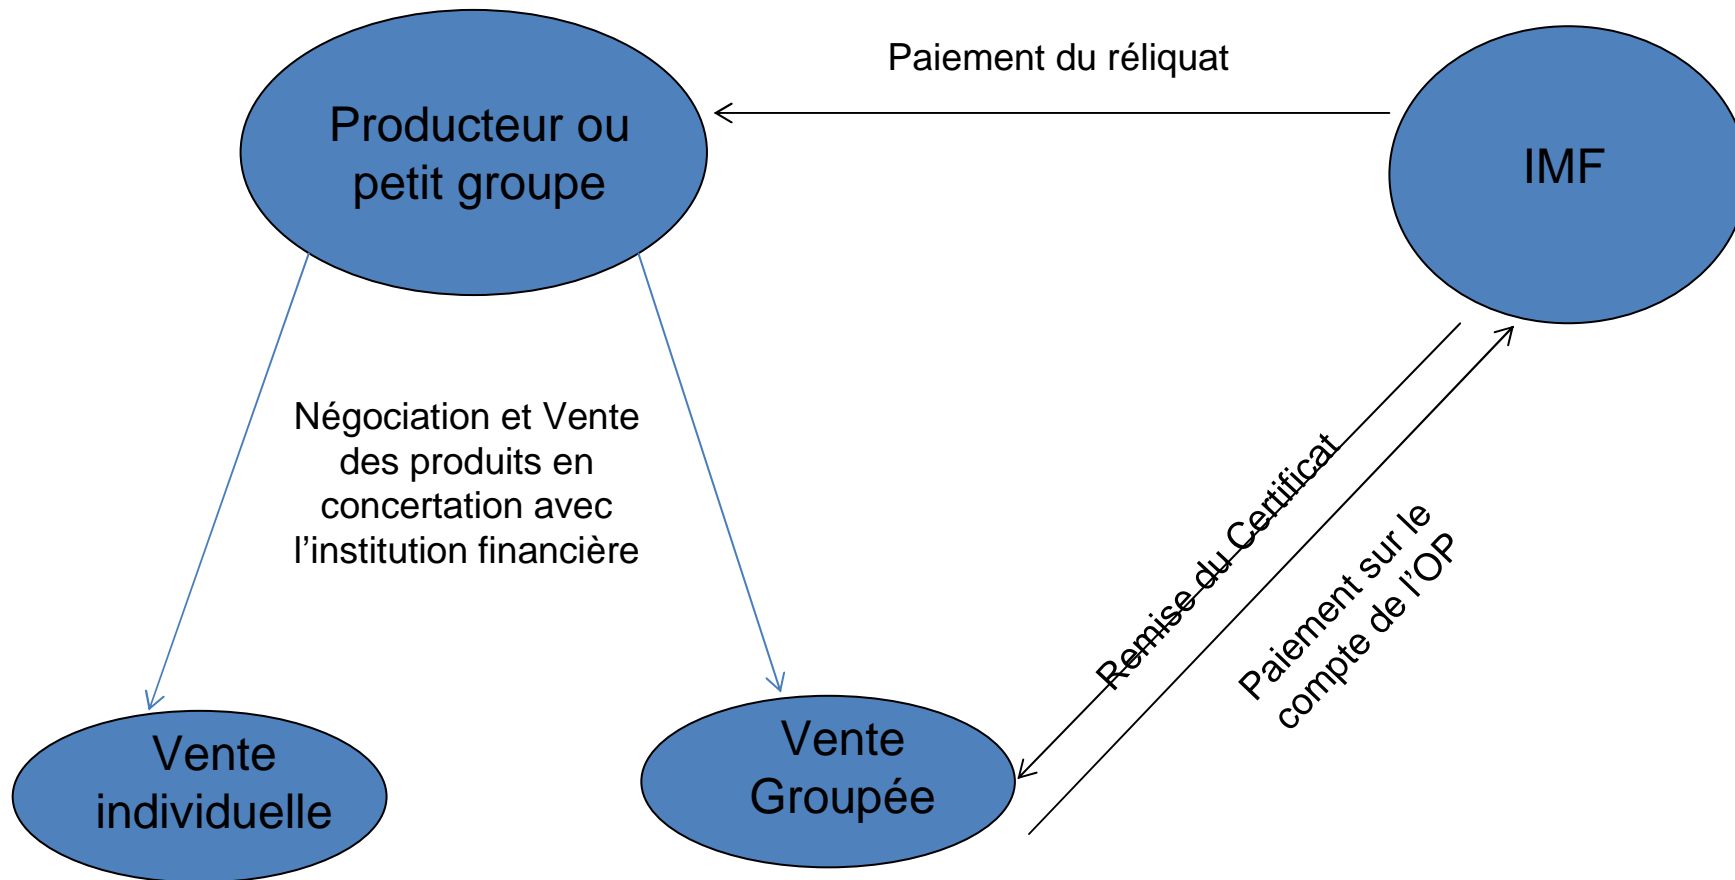 Paiement du réliquat
Producteur ou
petit groupe
IMF
Négociation et Vente
des produits en
concertation avec
l’institution financière
Remise du Certificat
Paiement sur le
compte de l’OP
Vente
individuelle
Vente
Groupée